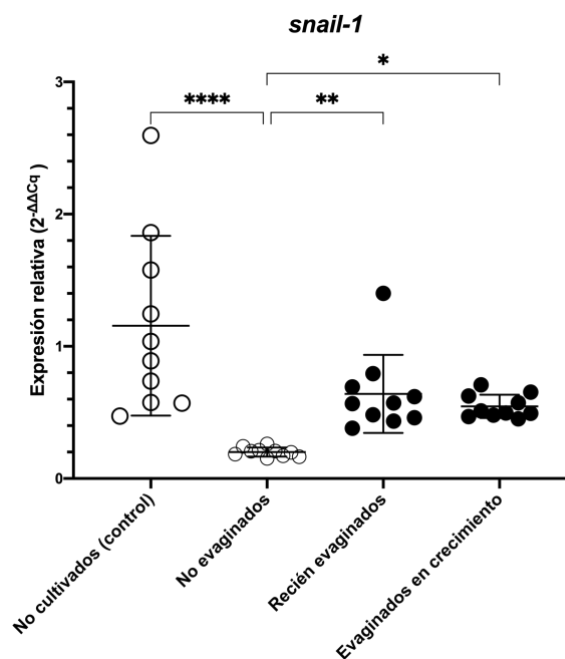 snail-1
*
**** **
3
2
1
0
Expresión relativa (2-ΔΔCq)
No cultivados (control)
No evaginados
Recién evaginados
Evaginados en crecimiento